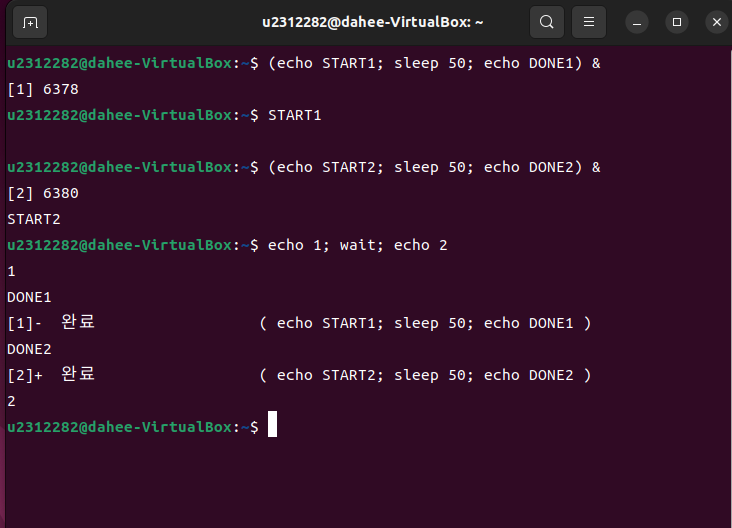 u2312282@dahee-VirtualBox: ~
u2312282@dahee-VirtualBox:~$ (echo START1; sleep 50; echo DONE1) &
[1] 6378
u2312282@dahee-VirtualBox:~$ START1
u2312282@dahee-VirtualBox:~$ (echo START2; sleep 50; echo DONE2) &
[2] 6380
START2
u2312282@dahee-VirtualBox:~$ echo 1; wait; echo 2
1
DONE1
[1]-  완료                  ( echo START1; sleep 50; echo DONE1 )
DONE2
[2]+  완료                  ( echo START2; sleep 50; echo DONE2 )
2
u2312282@dahee-VirtualBox:~$